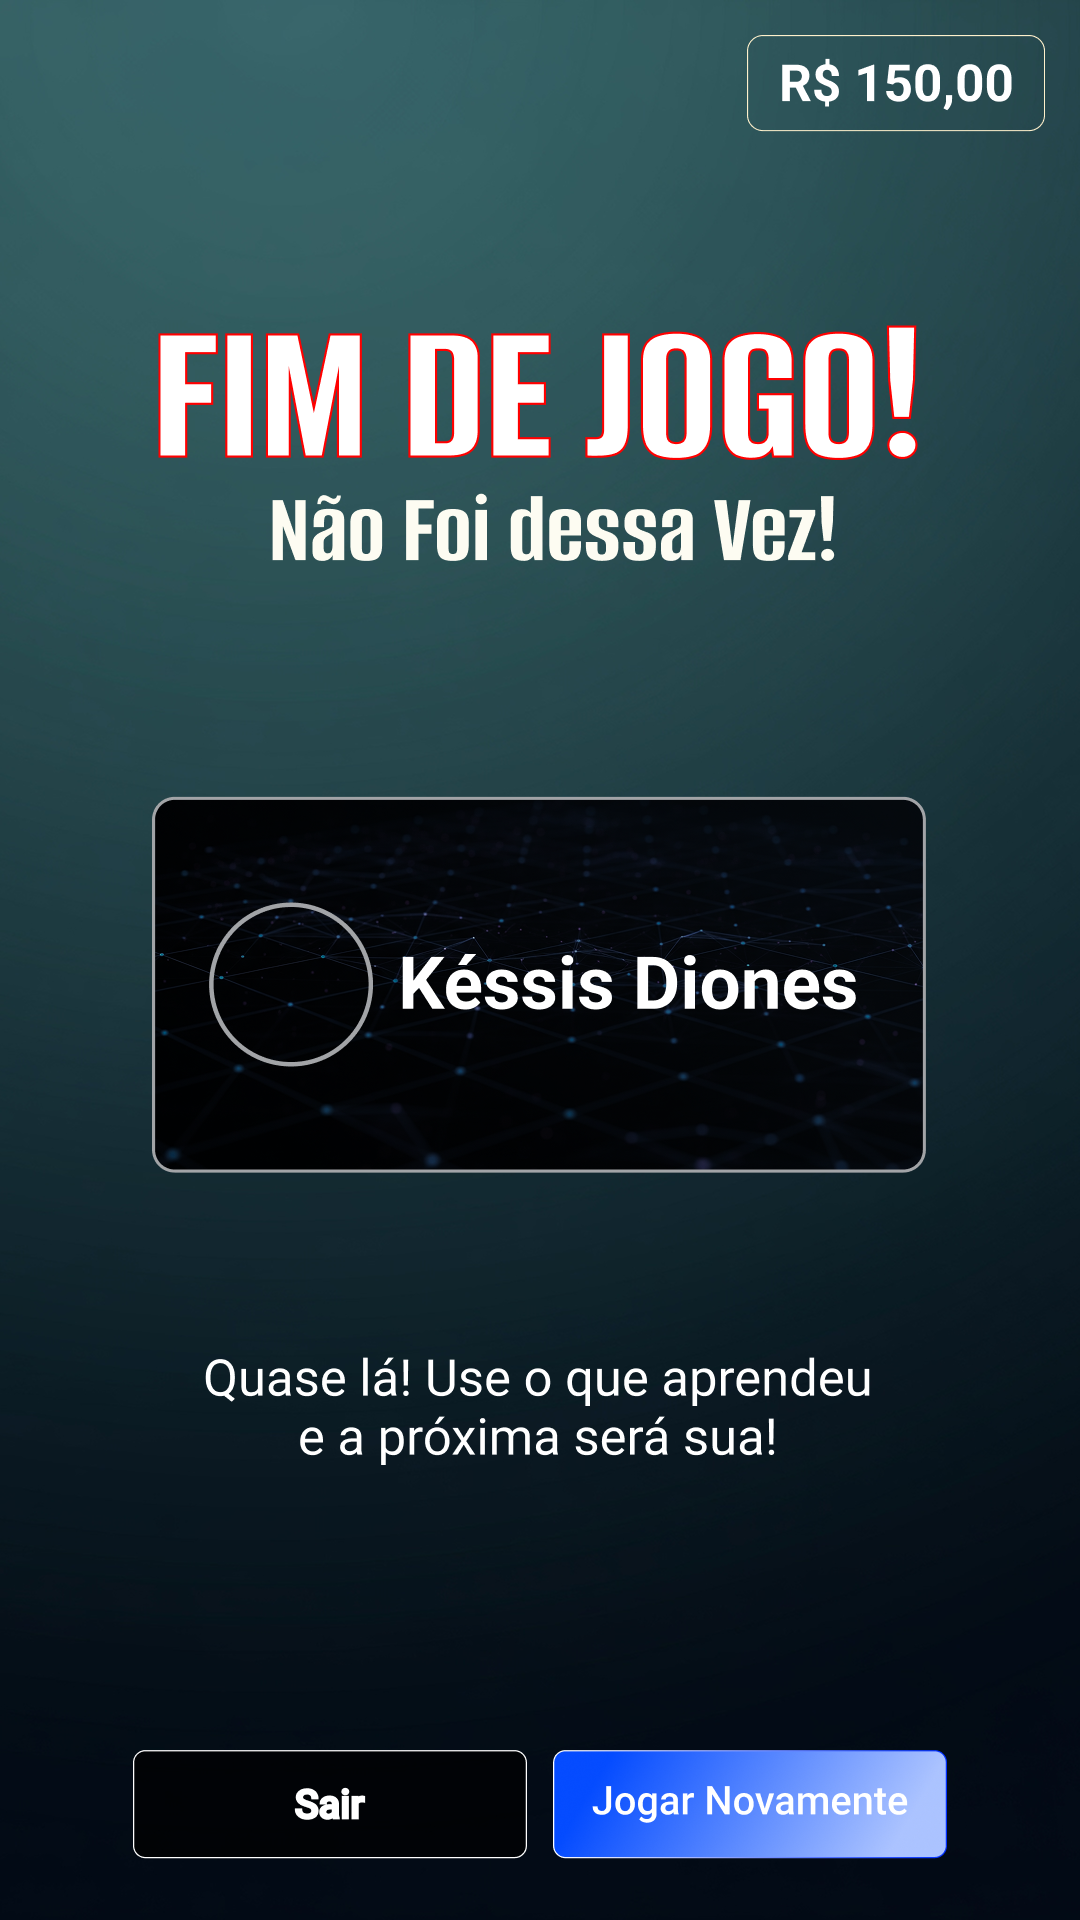 R$ 150,00
FIM DE JOGO!
Não Foi dessa Vez!
Késsis Diones
Quase lá! Use o que aprendeu
e a próxima será sua!
Sair
Jogar Novamente